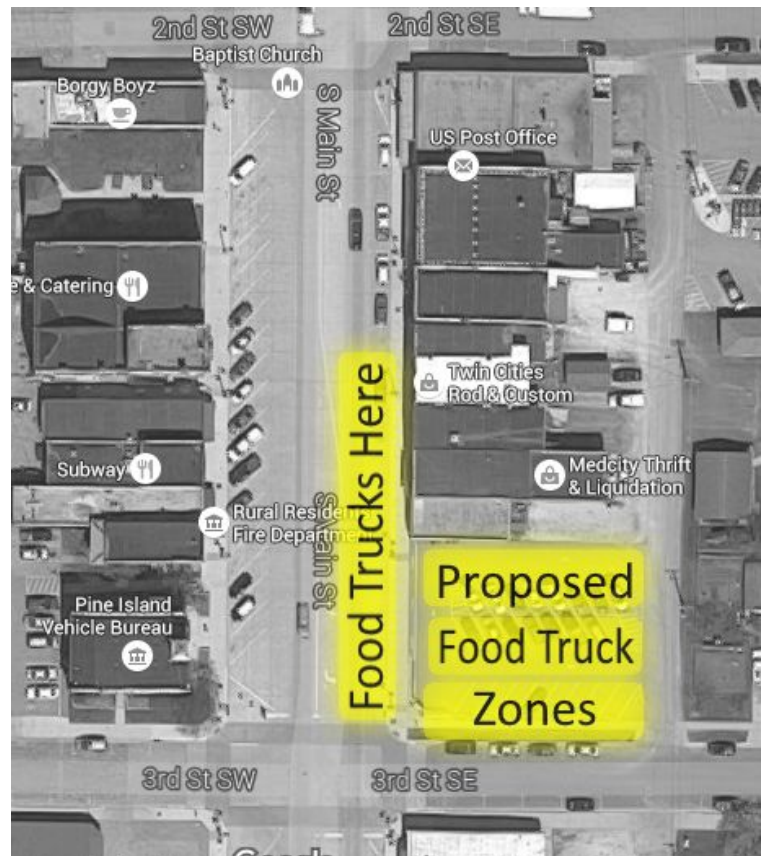 2nd St SW
2nd St SE
Baptist Church
Borgy Boyz
S Main St
US Post Office
e & Catering
Twin Cities
Rod & Custom
Food Trucks Here
Subway
Medcity Thrift
& Liquidation
Rural Reside
Fire Department
S Main St
Proposed
Food Truck
Zones
Pine Island
Vehicle Bureau
3rd St SW
3rd St SE